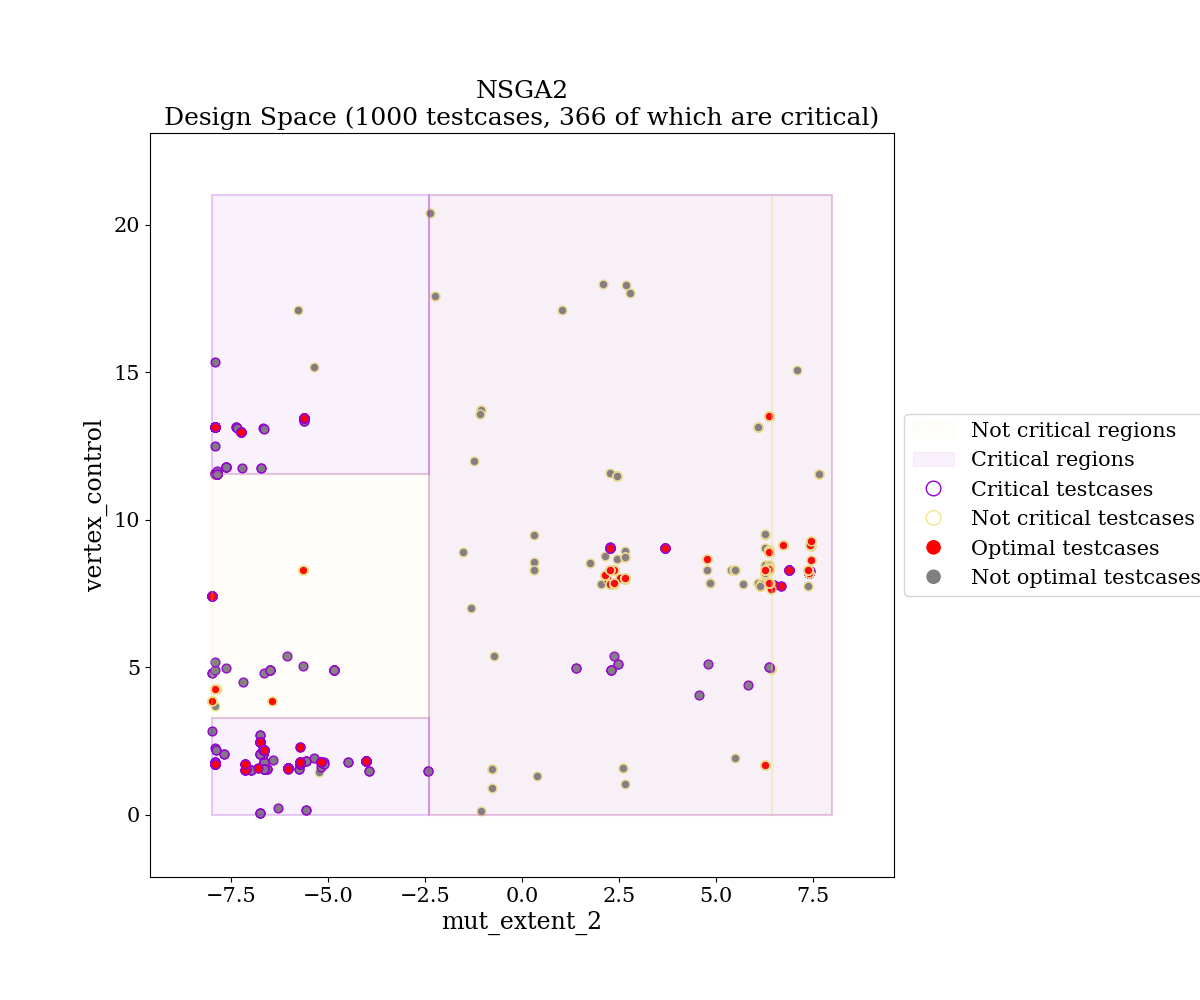 NSGA2
Design Space (1000 testcases, 366 of which are critical)
20
15
10
5
0
vertex_control
−7.5
−5.0
−2.5
0.0
2.5
5.0
7.5
mut_extent_2
Not critical regions
Critical regions
Critical testcases
Not critical testcases
Optimal testcases
Not optimal testcases